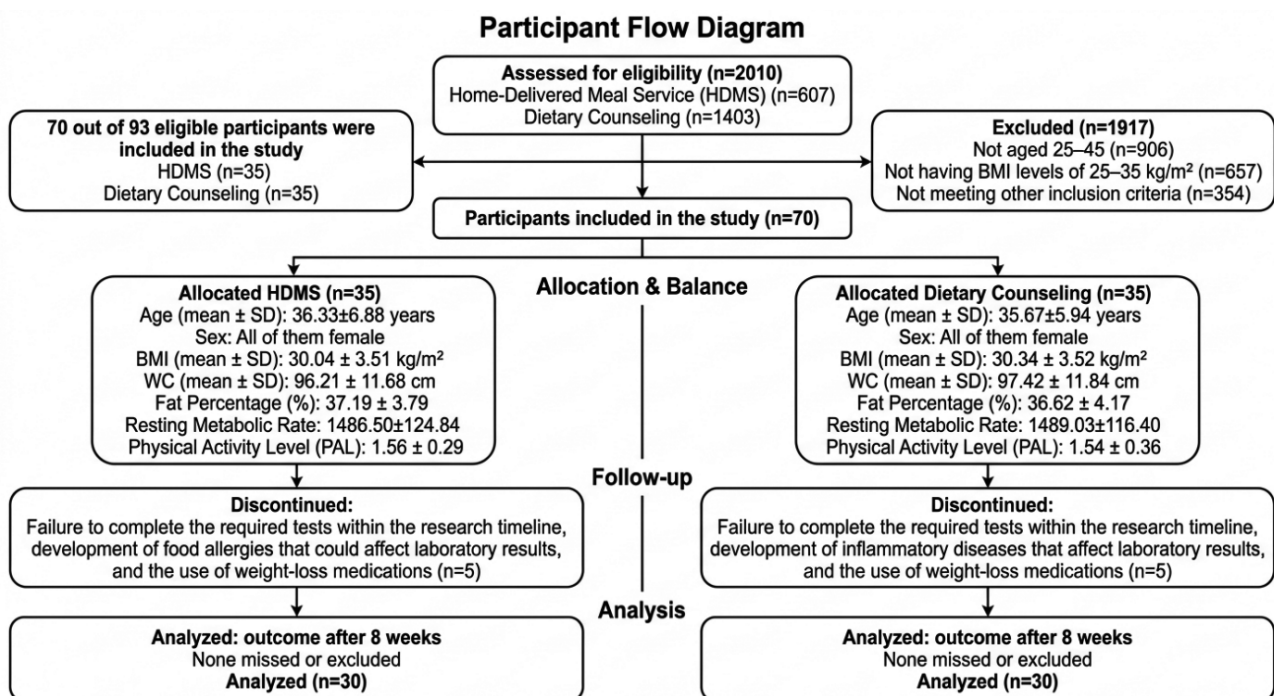 Participant Flow Diagram
Assessed for eligibility (n=2010)
Home-Delivered Meal Service (HDMS) (n=607)
Dietary Counseling (n=1403)
70 out of 93 eligible participants were
included in the study
HDMS (n=35)
Dietary Counseling (n=35)
Excluded (n=1917)
Not aged 25–45 (n=906)
Not having BMI levels of 25–35 kg/m² (n=657)
Not meeting other inclusion criteria (n=354)
Participants included in the study (n=70)
Allocation & Balance
Allocated HDMS (n=35)
Age (mean ± SD): 36.33±6.88 years
Sex: All of them female
BMI (mean ± SD): 30.04 ± 3.51 kg/m²
WC (mean ± SD): 96.21 ± 11.68 cm
Fat Percentage (%): 37.19 ± 3.79
Resting Metabolic Rate: 1486.50±124.84
Physical Activity Level (PAL): 1.56 ± 0.29
Allocated Dietary Counseling (n=35)
Age (mean ± SD): 35.67±5.94 years
Sex: All of them female
BMI (mean ± SD): 30.34 ± 3.52 kg/m²
WC (mean ± SD): 97.42 ± 11.84 cm
Fat Percentage (%): 36.62 ± 4.17
Resting Metabolic Rate: 1489.03±116.40
Physical Activity Level (PAL): 1.54 ± 0.36
Follow-up
Discontinued:
Failure to complete the required tests within the research timeline,
development of food allergies that could affect laboratory results,
and the use of weight-loss medications (n=5)
Discontinued:
Failure to complete the required tests within the research timeline,
development of inflammatory diseases that affect laboratory results,
and the use of weight-loss medications (n=5)
Analysis
Analyzed: outcome after 8 weeks
None missed or excluded
Analyzed (n=30)
Analyzed: outcome after 8 weeks
None missed or excluded
Analyzed (n=30)